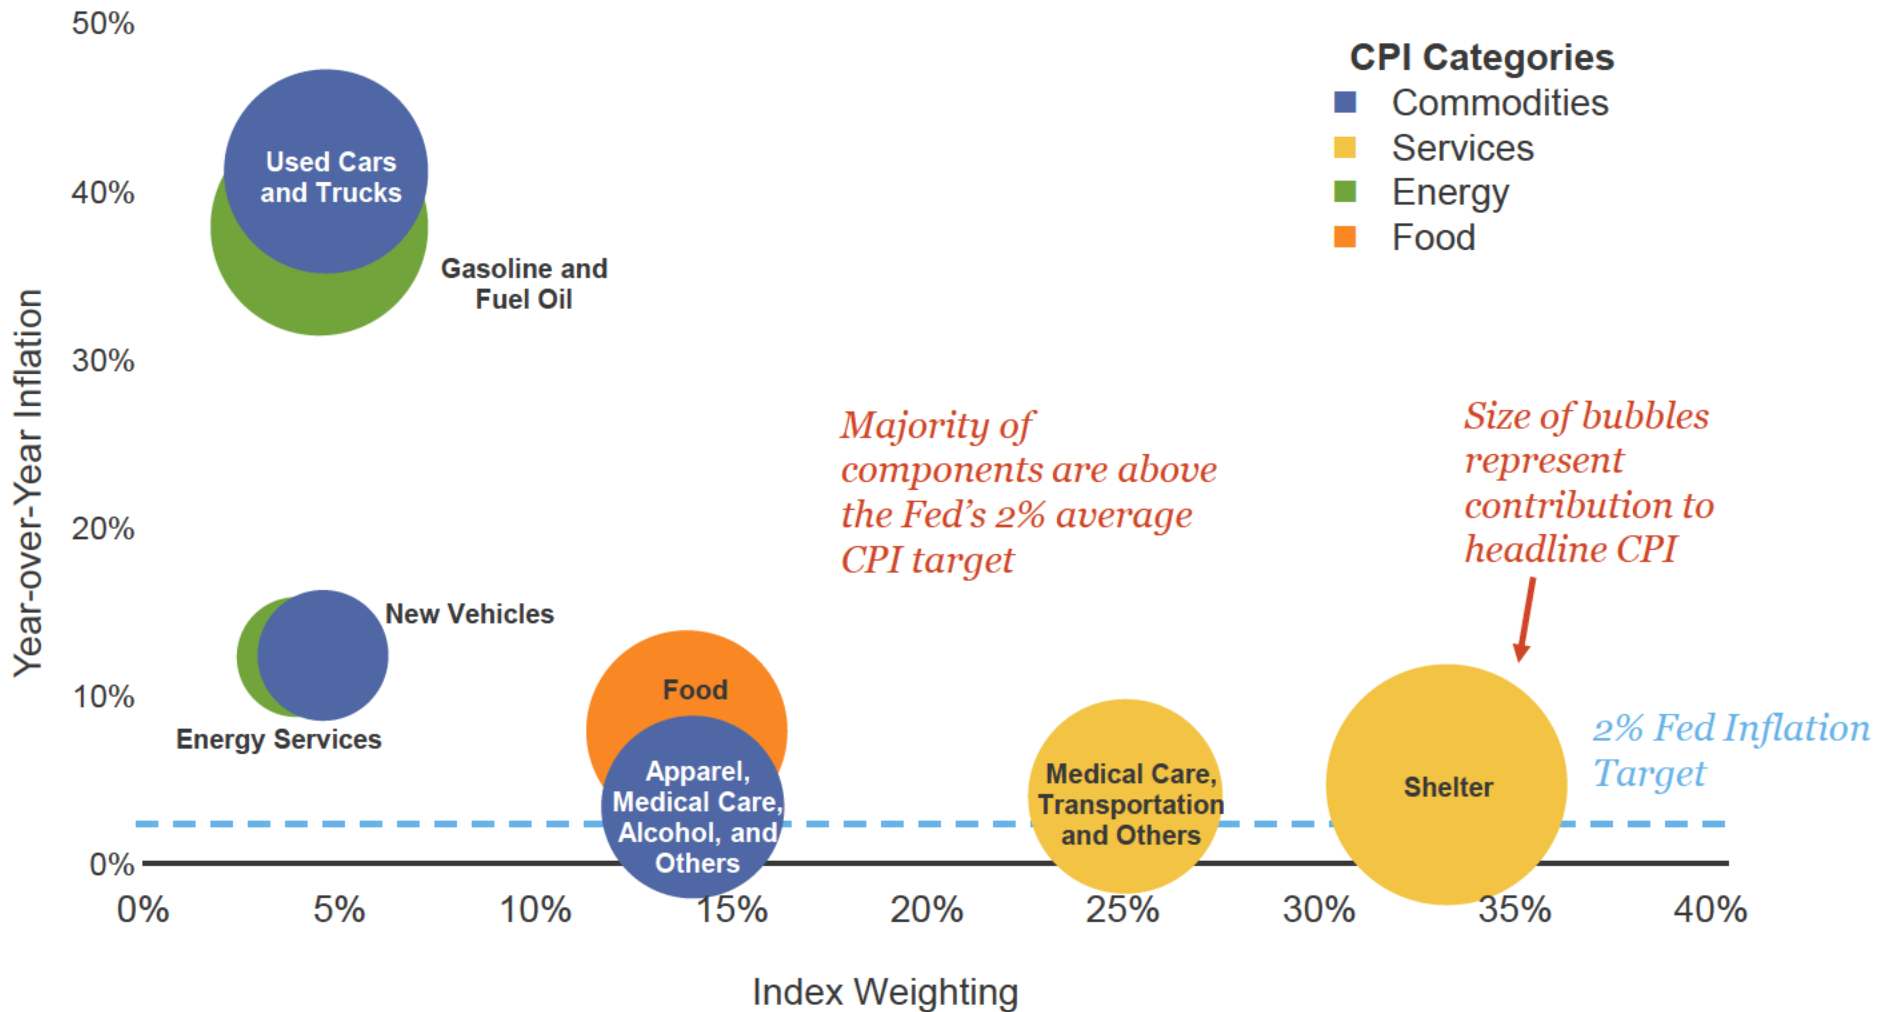 50%
40%
30%
20%
10%
0%
Year-over-Year Inflation
CPI Categories
Commodities
Services
Energy
Food
Used Cars
and Trucks
Gasoline and
Fuel Oil
Majority of
components are above
the Fed's 2% average
CPI target
Size of bubbles
represent
contribution to
headline CPI
New Vehicles
Energy Services
Food
Apparel,
Medical Care,
Alcohol, and
Others
Medical Care,
Transportation
and Others
Shelter
2% Fed Inflation
Target
0%
5%
10%
15%
20%
25%
30%
35%
40%
Index Weighting